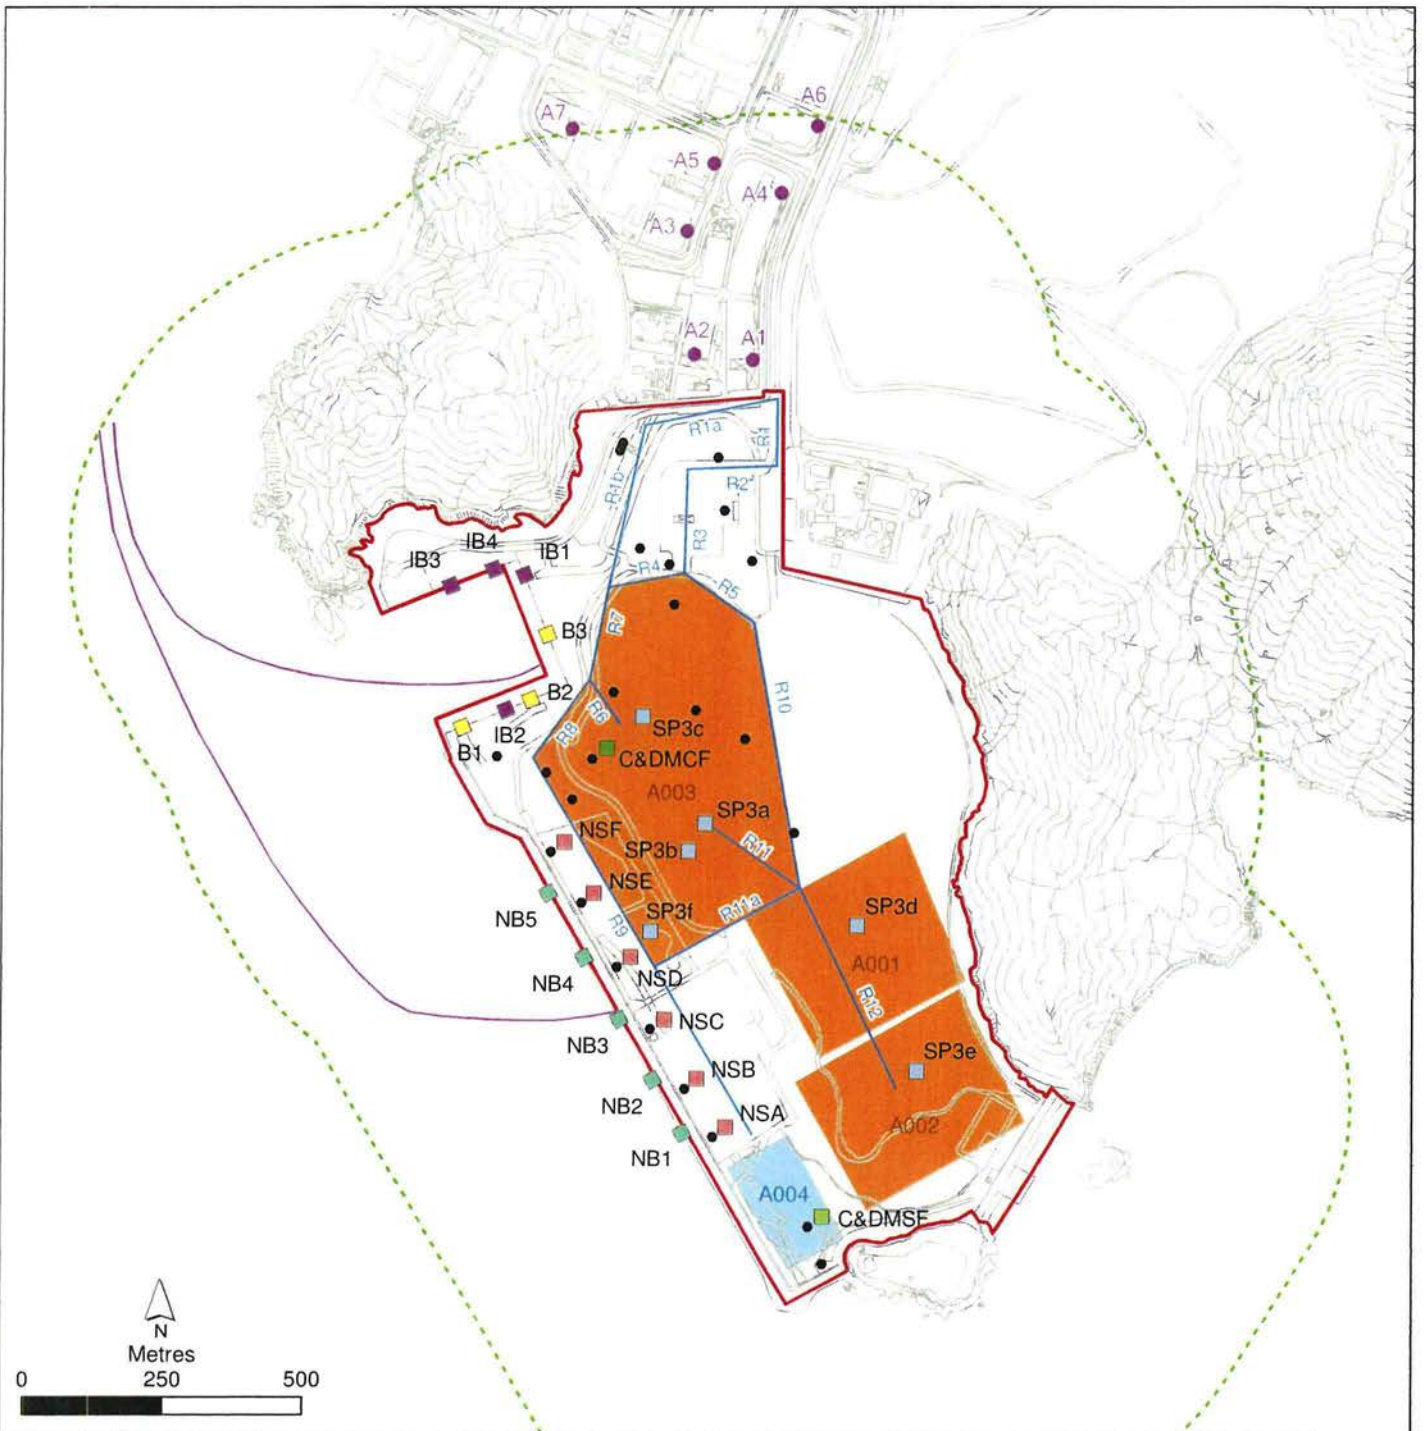 A6
A7
A5
A4
A3
A2
A1
R1a
R1
R1b
R2
R3
IB4
IB1
IB3
R4
R5
R7
B3
R10
B2
R6
SP3c
IB2
R8
B1
C&DMCF
A003
SP3a
NSF
SP3b
R11
NSE
SP3f
SP3d
NB5
R11a
R9
A001
NSD
NB4
R12
NSC
NB3
SP3e
NSB
NB2
NSA
A002
NB1
A004
C&DMSF
N
Metres
0 250 500